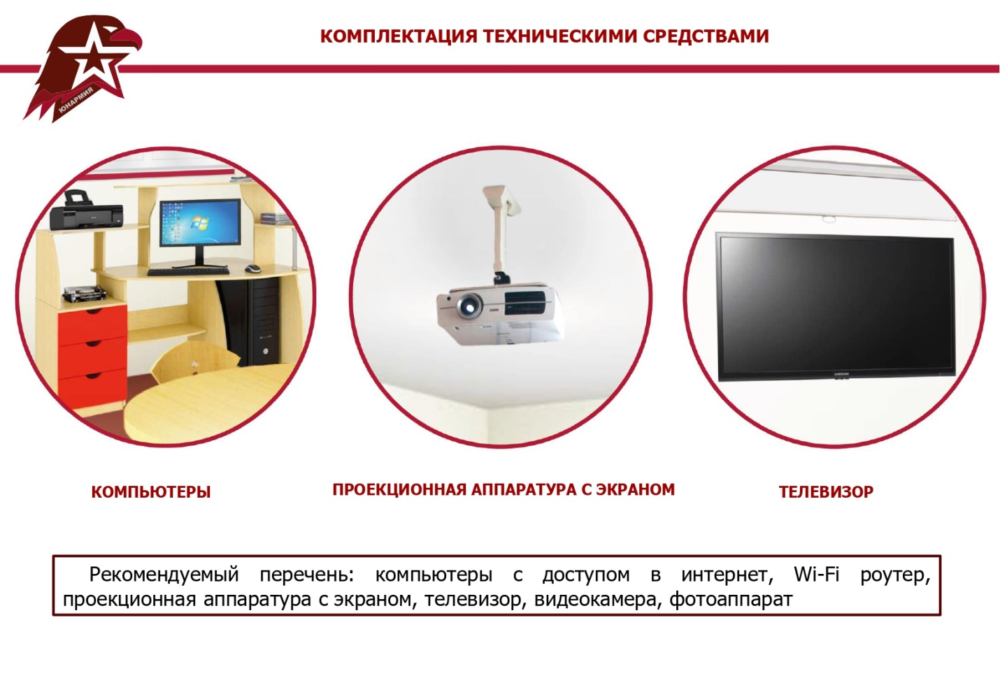 КОМПЛЕКТАЦИЯ ТЕХНИЧЕСКИМИ СРЕДСТВАМИ
ЮНАРМИЯ
SAMSUNG
КОМПЬЮТЕРЫ
ПРОЕКЦИОННАЯ АППАРАТУРА С ЭКРАНОМ
ТЕЛЕВИЗОР
Рекомендуемый перечень: компьютеры с доступом в интернет, Wi-Fi роутер,
проекционная аппаратура с экраном, телевизор, видеокамера, фотоаппарат